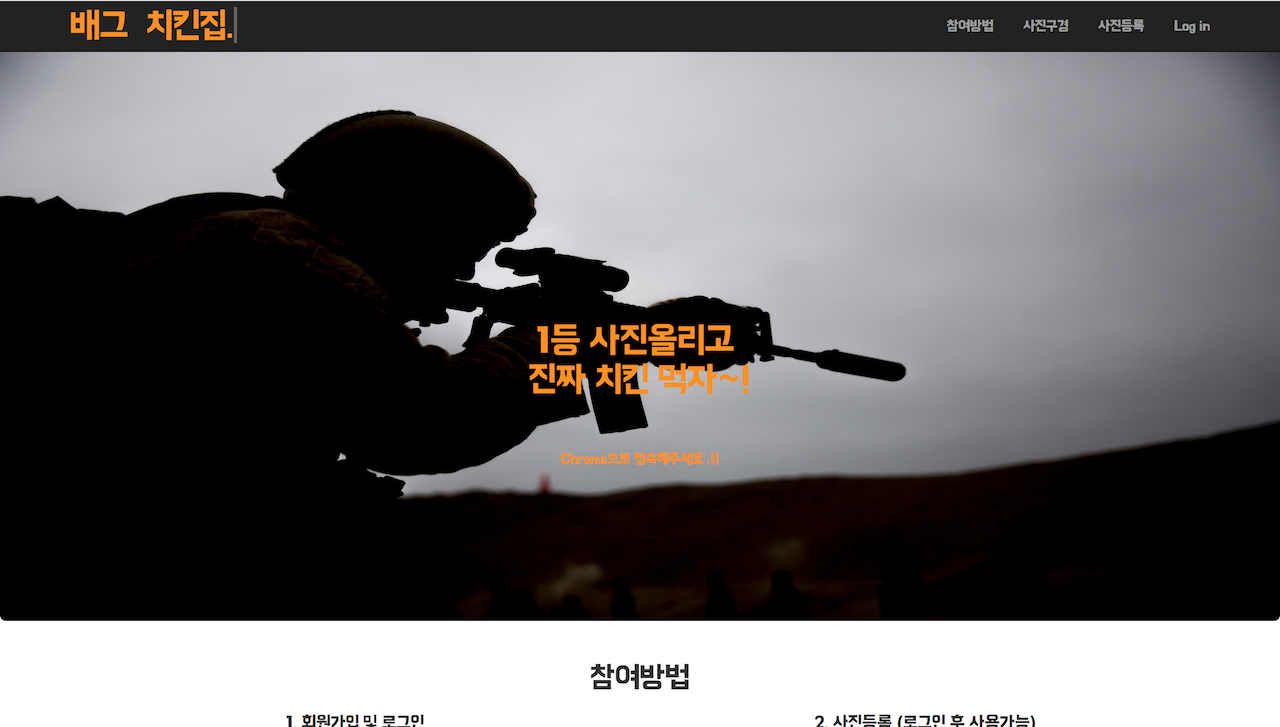 배그 치킨집.
참여방법
사진구경
사진등록
Log in
1등 사진올리고
진짜 치킨 먹자~!
Chrome으로 접속해주세요.!!
참여방법
1. 회원가입 및 로그인
2. 사진등록 (로그인 후 사용가능)